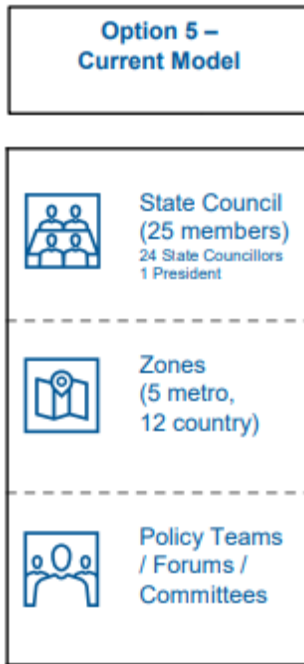 Option 5 –
Current Model
State Council
(25 members)
24 State Councillors
1 President
Zones
(5 metro,
12 country)
Policy Teams
/ Forums /
Committees